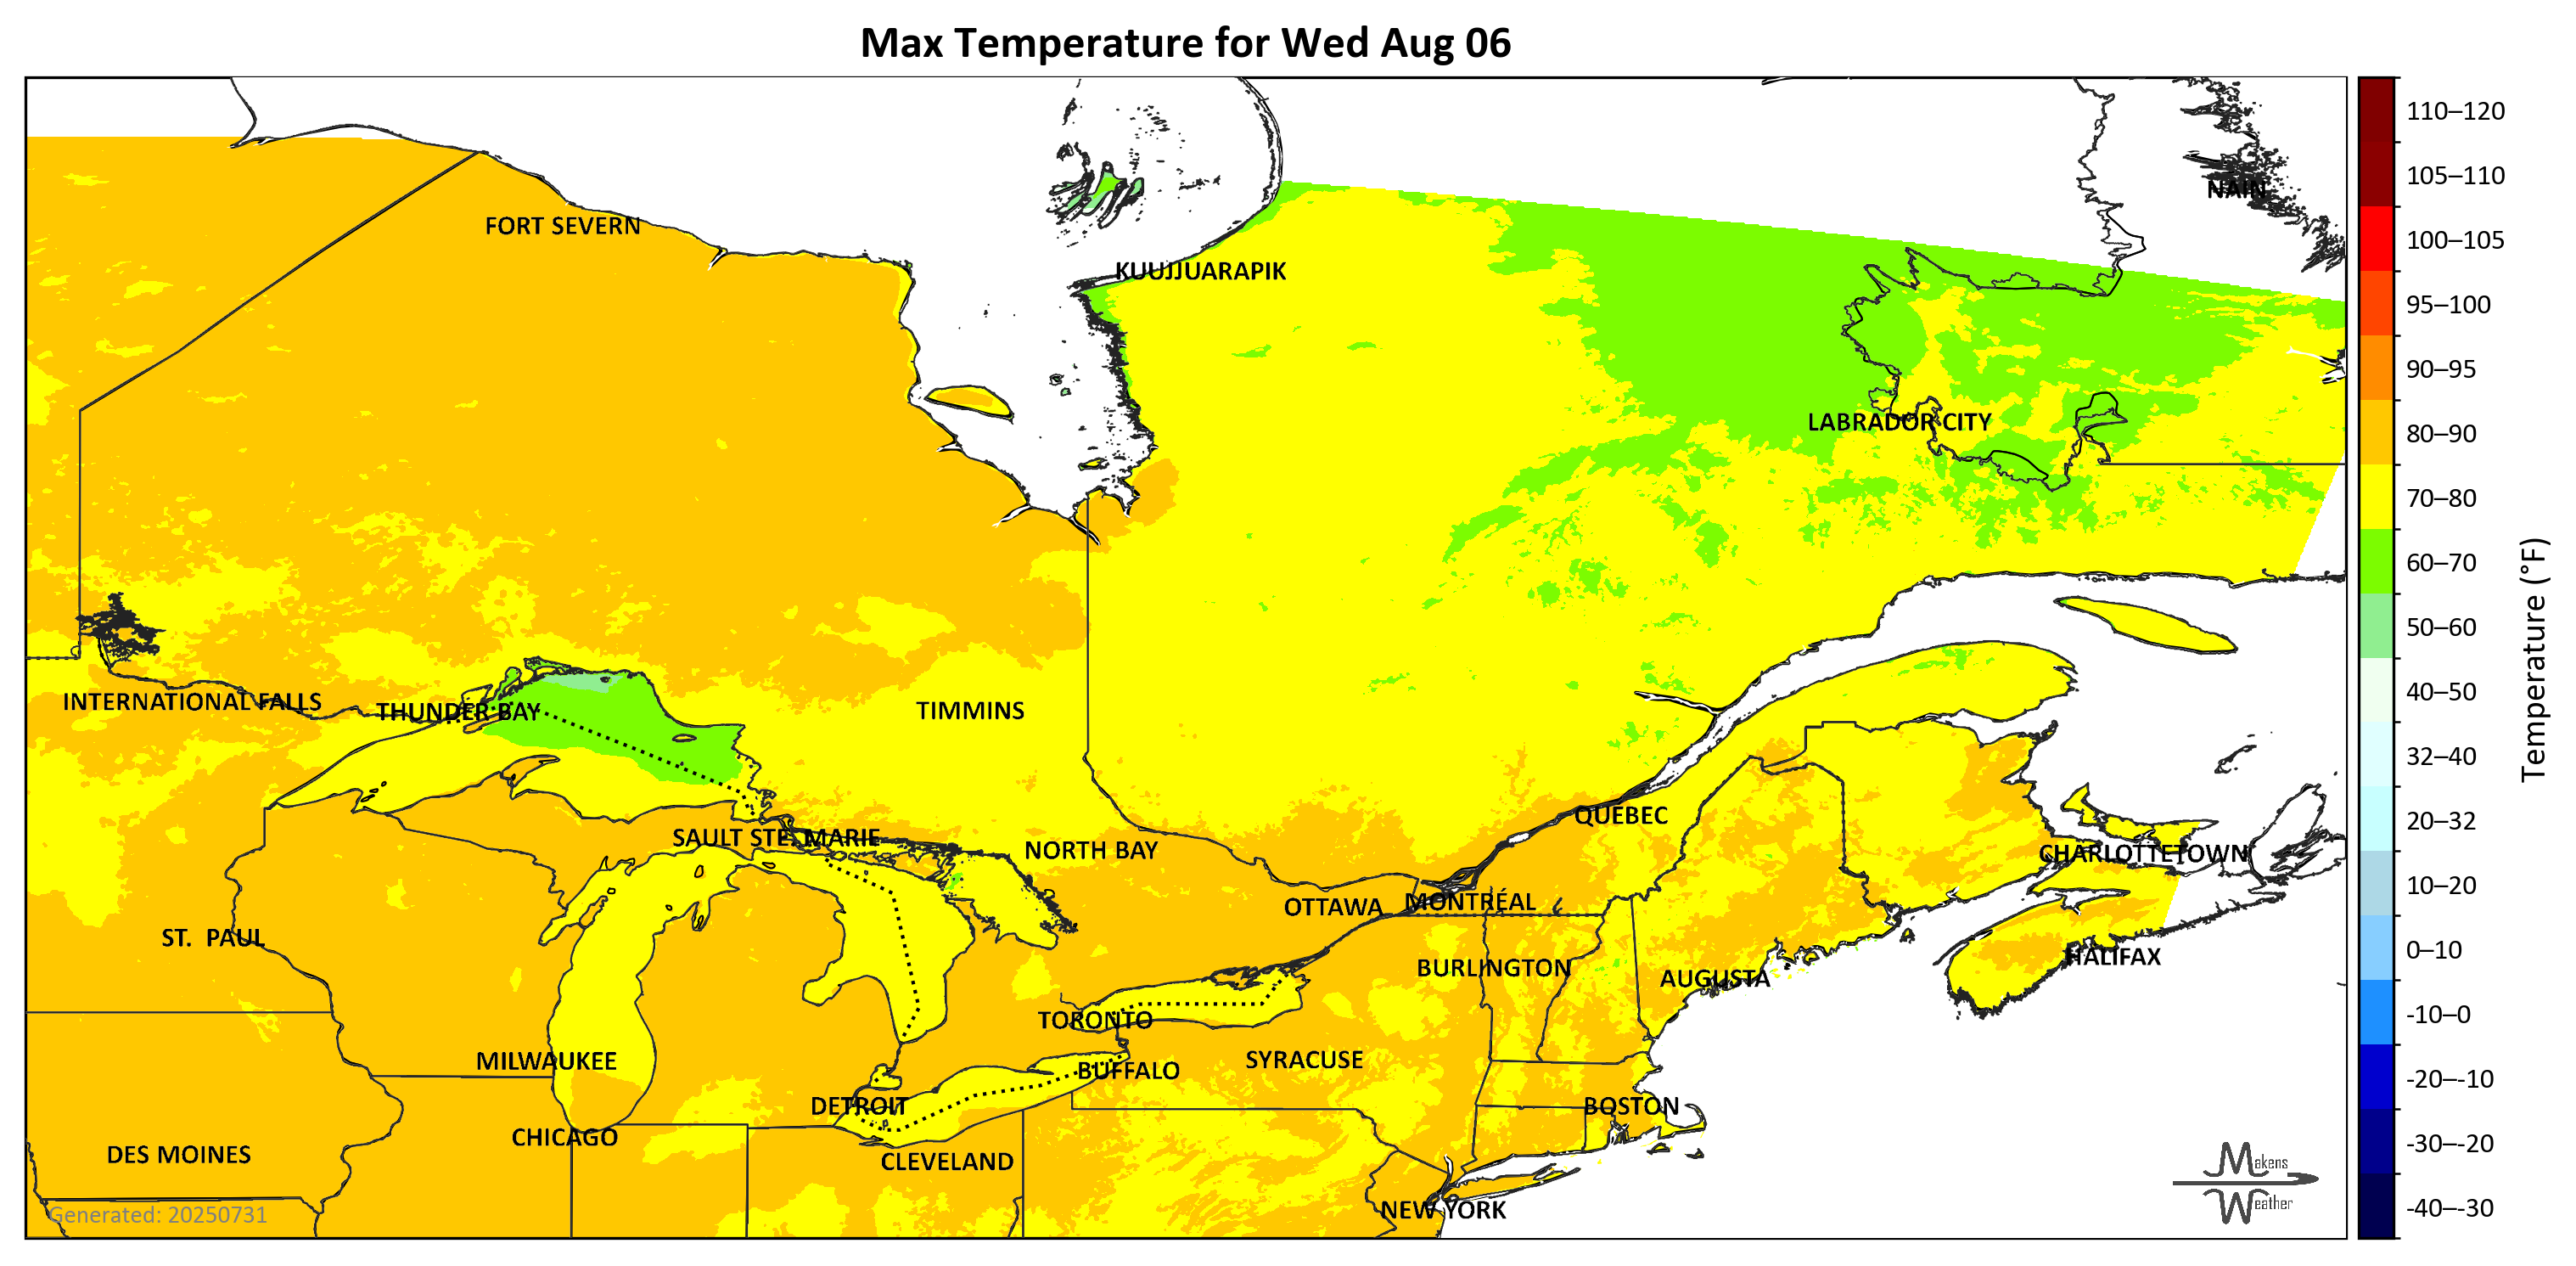 Max Temperature for Wed Aug 06
NAIN
FORT SEVERN
KUUJJUARAPIK
LABRADOR CITY
INTERNATIONAL FALLS
THUNDER BAY
TIMMINS
QUEBEC
SAULT STE. MARIE
NORTH BAY
CHARLOTTETOWN
OTTAWA
MONTRÉAL
ST. PAUL
HALIFAX
BURLINGTON
AUGUSTA
TORONTO
MILWAUKEE
SYRACUSE
BUFFALO
DETROIT
BOSTON
CHICAGO
DES MOINES
CLEVELAND
NEW YORK
Generated: 20250731
Makens
Weather
110–120
105–110
100–105
95–100
90–95
80–90
70–80
60–70
50–60
40–50
32–40
20–32
10–20
0–10
-10–0
-20–-10
-30–-20
-40–-30
Temperature (°F)